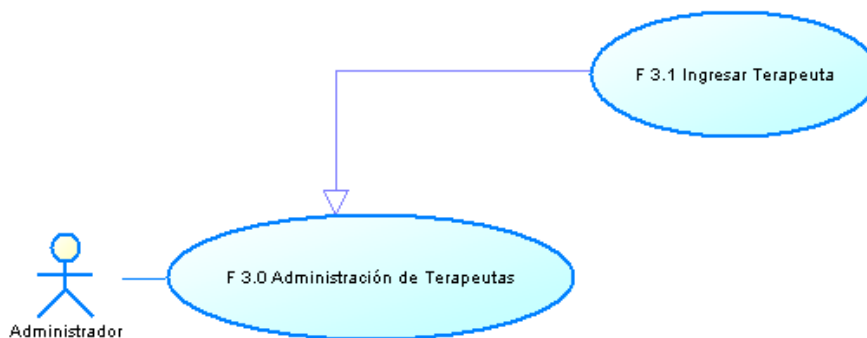 F 3.1 Ingresar Terapeuta
F 3.0 Administración de Terapeutas
Administrador